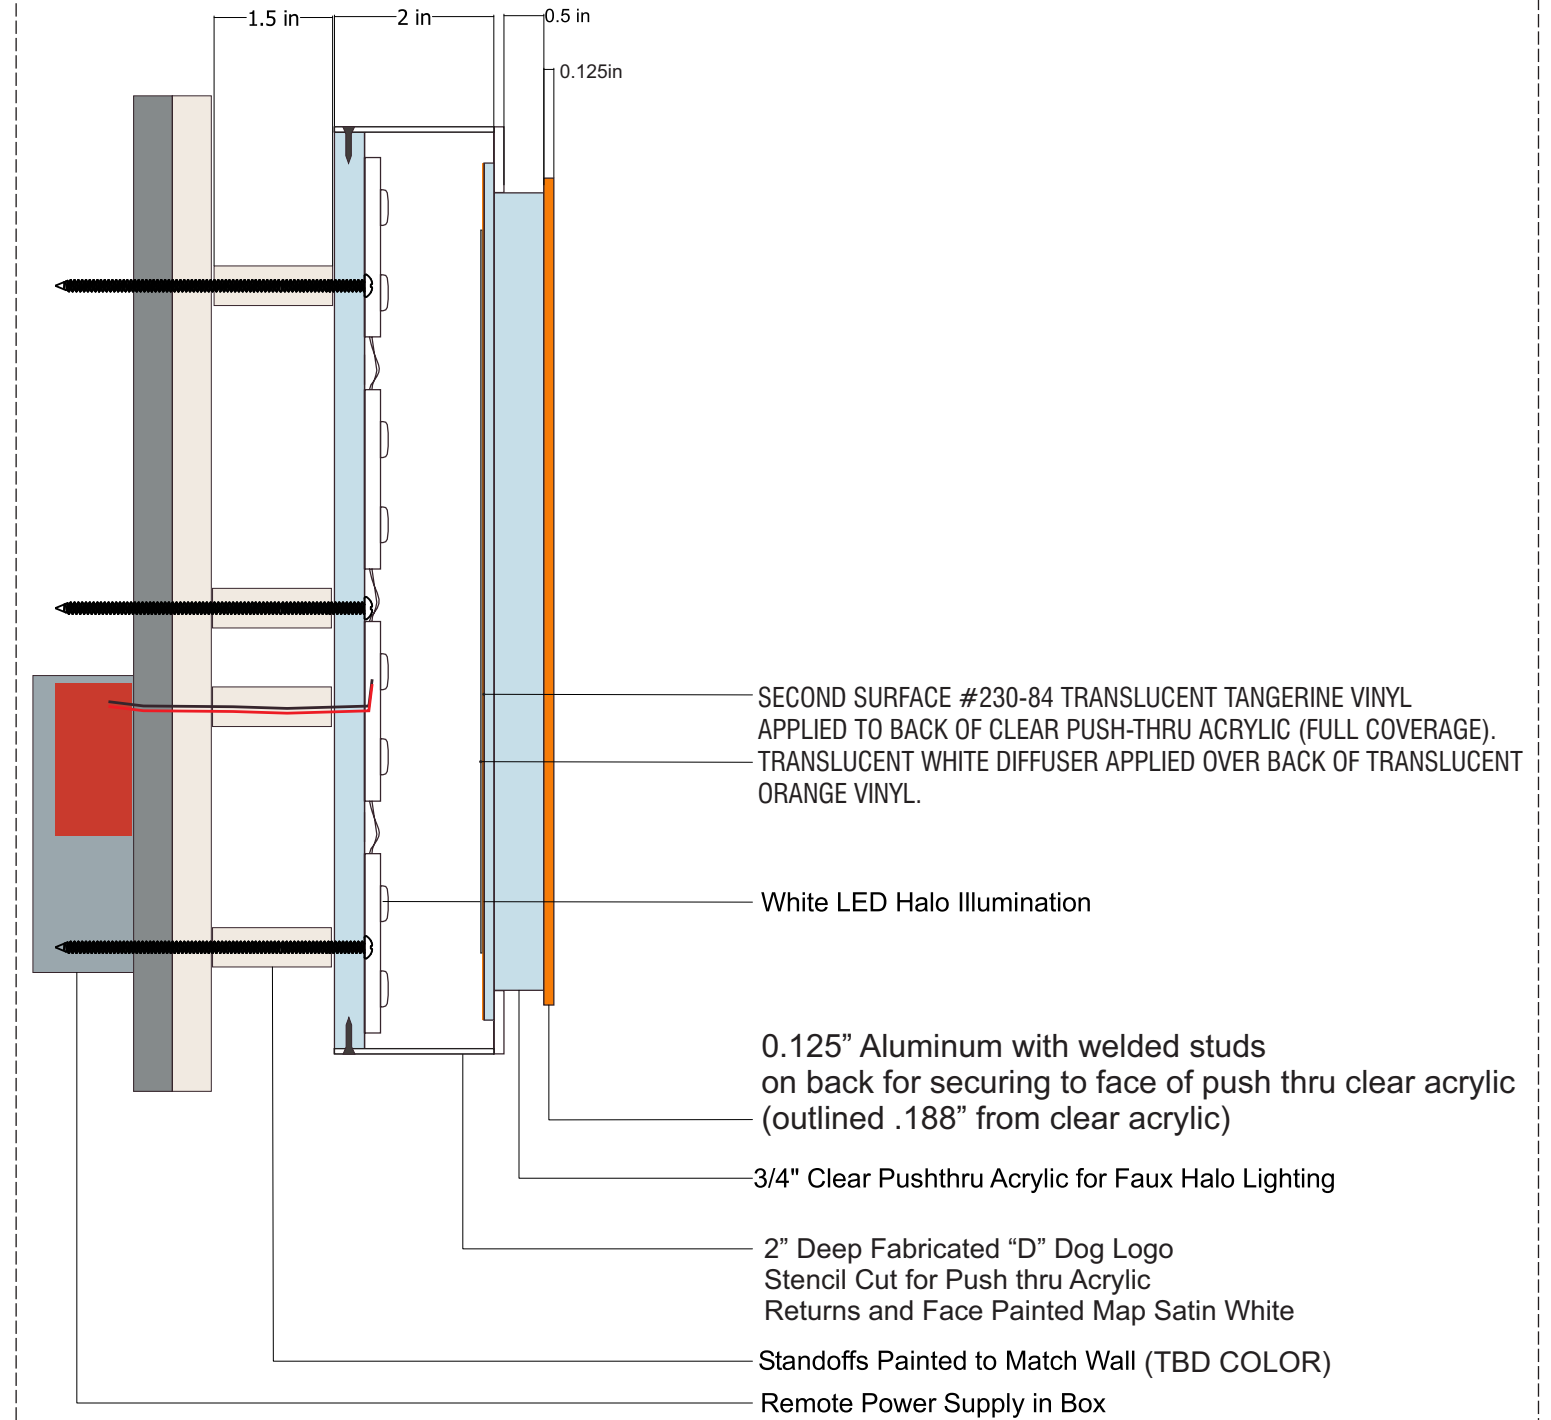 1.5 in
2 in
0.5 in
0.125in
SECOND SURFACE #230-84 TRANSLUCENT TANGERINE VINYL
APPLIED TO BACK OF CLEAR PUSH-THRU ACRYLIC (FULL COVERAGE).
TRANSLUCENT WHITE DIFFUSER APPLIED OVER BACK OF TRANSLUCENT
ORANGE VINYL.
White LED Halo Illumination
0.125” Aluminum with welded studs
on back for securing to face of push thru clear acrylic
(outlined .188” from clear acrylic)
3/4" Clear Pushthru Acrylic for Faux Halo Lighting
2” Deep Fabricated “D” Dog Logo
Stencil Cut for Push thru Acrylic
Returns and Face Painted Map Satin White
Standoffs Painted to Match Wall (TBD COLOR)
Remote Power Supply in Box